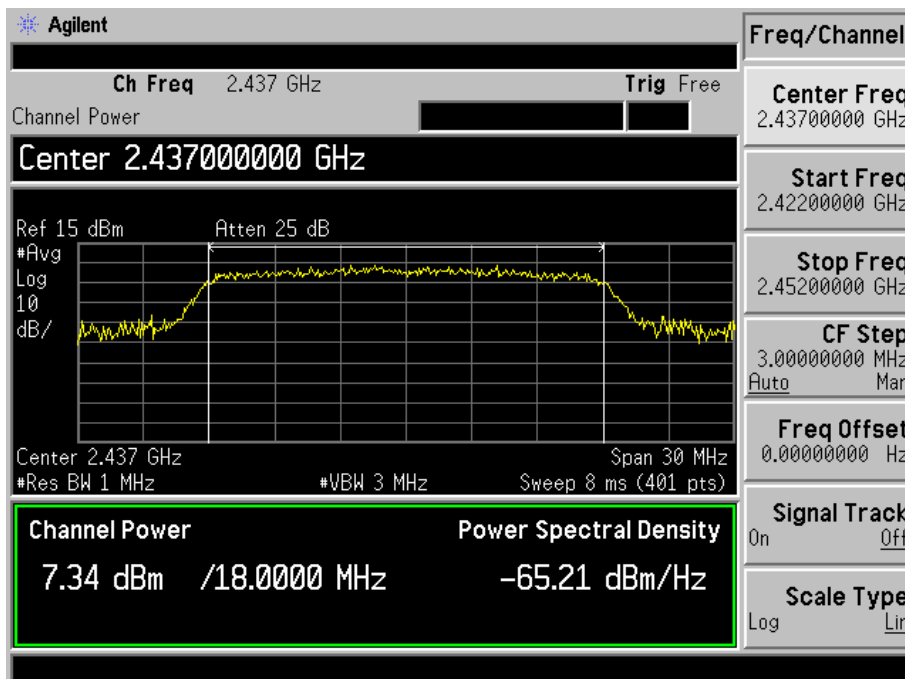 Agilent
Freq/Channel
Ch Freq 2.437 GHz Trig Free
Channel Power
Center 2.437000000 GHz
Ref 15 dBm Atten 25 dB
#Avg
Log
10
dB/
Center 2.437 GHz Span 30 MHz
#Res BW 1 MHz #VBW 3 MHz Sweep 8 ms (401 pts)
Channel Power Power Spectral Density
7.34 dBm /18.0000 MHz -65.21 dBm/Hz
Center Freq
2.43700000 GHz
Start Freq
2.42200000 GHz
Stop Freq
2.45200000 GHz
CF Step
3.00000000 MHz
Auto Man
Freq Offset
0.00000000 Hz
Signal Track
On Off
Scale Type
Log Lin